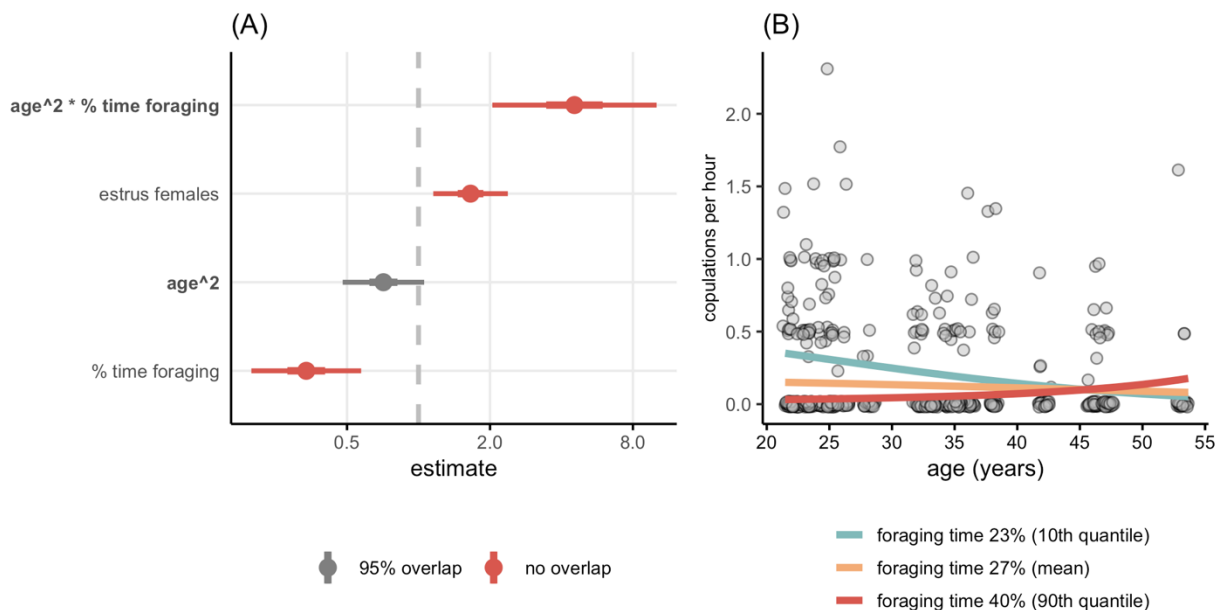 (A)
age^2 * % time foraging
estrus females
age^2
% time foraging
0.5 2.0 8.0
estimate
95% overlap no overlap
(B)
copulations per hour
2.0
1.5
1.0
0.5
0.0
20 25 30 35 40 45 50 55
age (years)
foraging time 23% (10th quantile)
foraging time 27% (mean)
foraging time 40% (90th quantile)